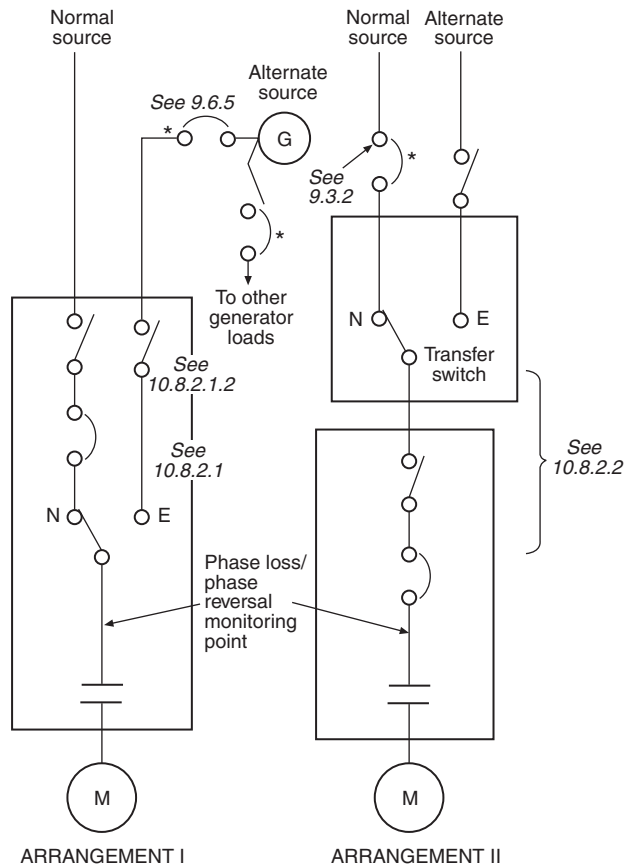 Normal
source
Normal
source
Alternate
source
Alternate
source
See 9.6.5
*
G
*
See
9.3.2
*
To other
generator
loads
N
E
Transfer
switch
See
10.8.2.1.2
See
10.8.2.1
See
10.8.2.2
N
E
Phase loss/
phase
reversal
monitoring
point
M
M
ARRANGEMENT I
ARRANGEMENT II